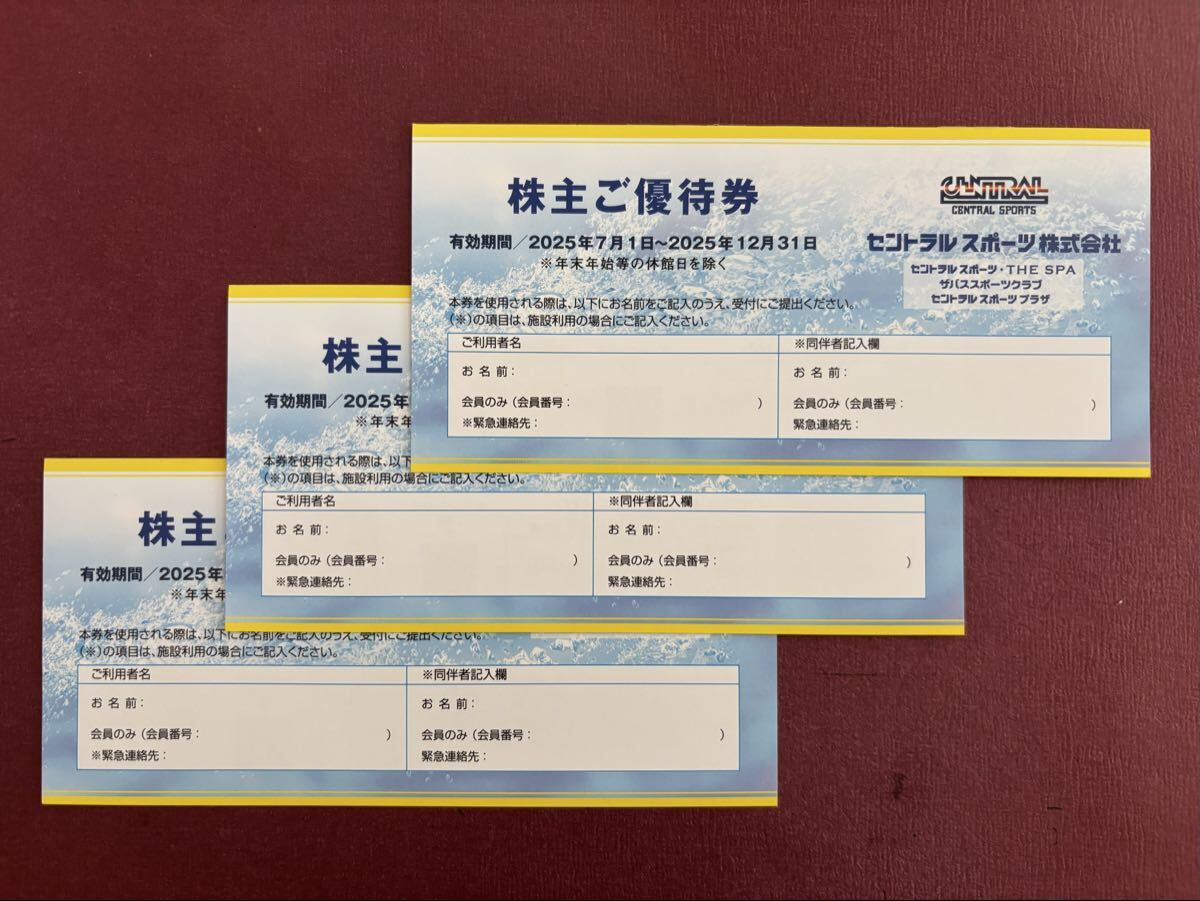 株主ご優待券
有効期間／2025年7月1日～2025年12月31日
※年末年始等の休館日を除く
CENTRAL
CENTRAL SPORTS
セントラルスポーツ株式会社
セントラルスポーツ・THE SPA
ザバススポーツクラブ
セントラルスポーツプラザ
本券を使用される際は、以下にお名前をご記入のうえ、受付にご提出ください。
（※）の項目は、施設利用の場合にご記入ください。
ご利用者名
※同伴者記入欄
お名前：
お名前：
会員のみ（会員番号： ）
会員のみ（会員番号： ）
※緊急連絡先：
緊急連絡先：
株主
有効期間／2025年
※年末年
本券を使用される際は、以下
（※）の項目は、施設利用の場合にご記入ください。
ご利用者名
※同伴者記入欄
お名前：
お名前：
会員のみ（会員番号： ）
会員のみ（会員番号： ）
※緊急連絡先：
緊急連絡先：
株主
有効期間／2025年
※年末年
本券を使用される際は、以下にお名前をご記入のうえ、受付にご提出ください。
（※）の項目は、施設利用の場合にご記入ください。
ご利用者名
※同伴者記入欄
お名前：
お名前：
会員のみ（会員番号： ）
会員のみ（会員番号： ）
※緊急連絡先：
緊急連絡先：